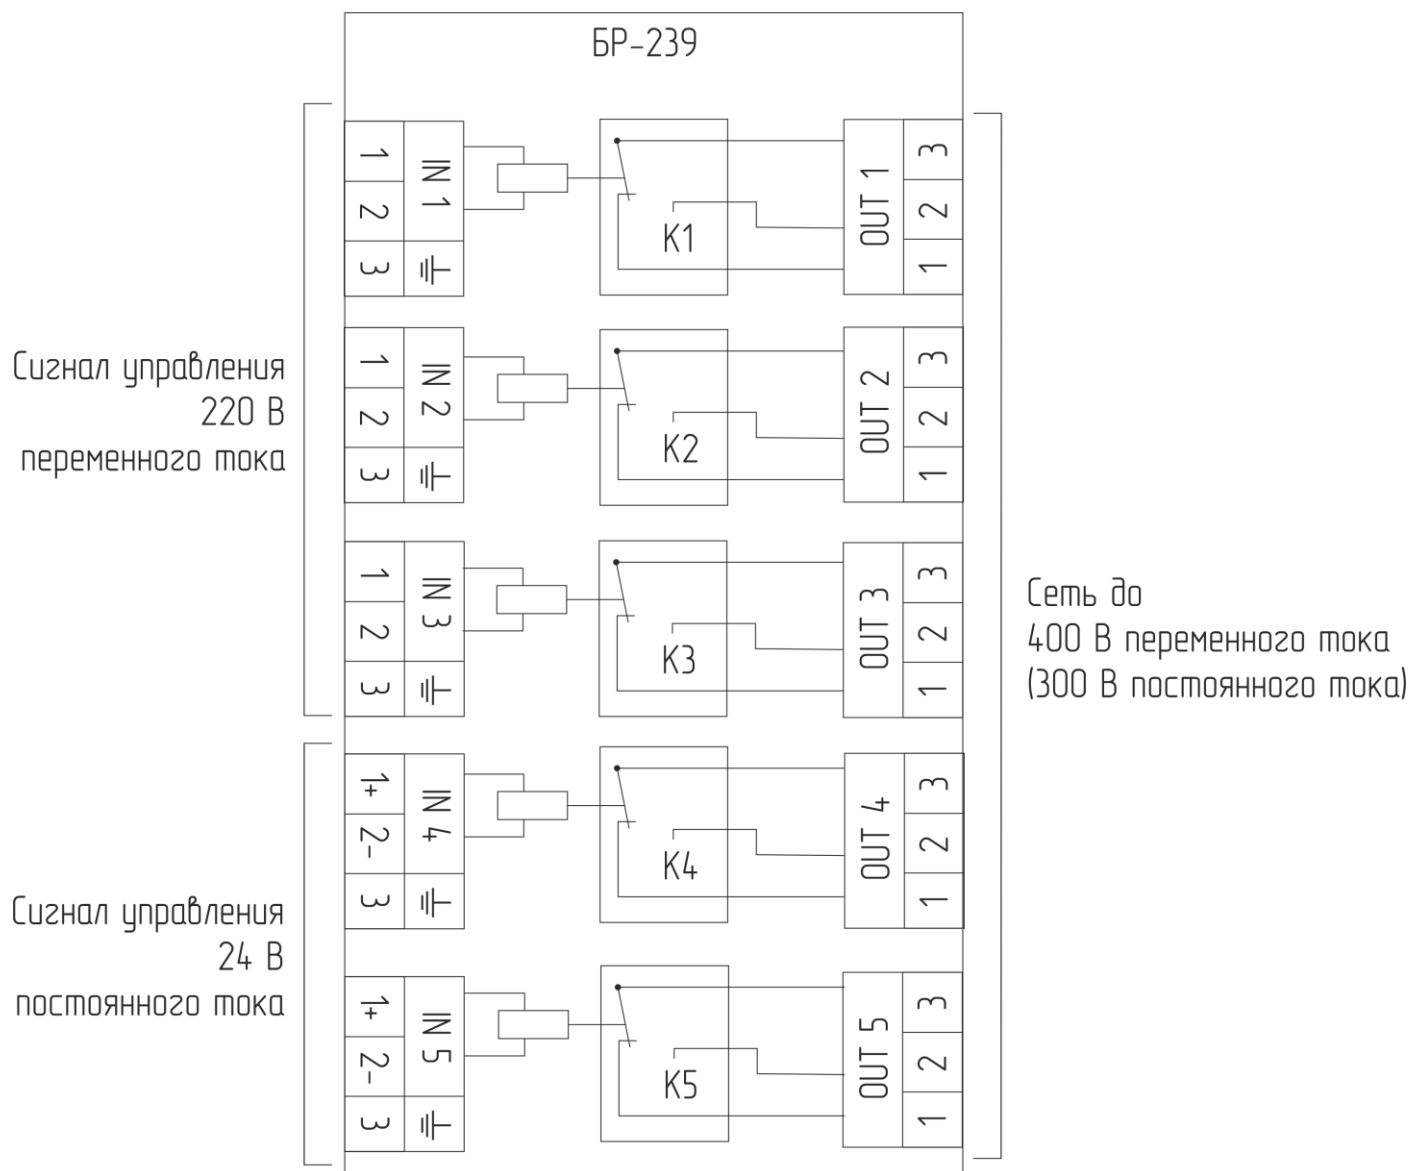 БР-239
Сигнал управления
220 В
переменного тока
Сигнал управления
24 В
постоянного тока
1
2
3
IN 1
K1
OUT 1
3
2
1
1
2
3
IN 2
K2
OUT 2
3
2
1
1
2
3
IN 3
K3
OUT 3
3
2
1
1+
2-
3
IN 4
K4
OUT 4
3
2
1
1+
2-
3
IN 5
K5
OUT 5
3
2
1
Сеть до
400 В переменного тока
(300 В постоянного тока)